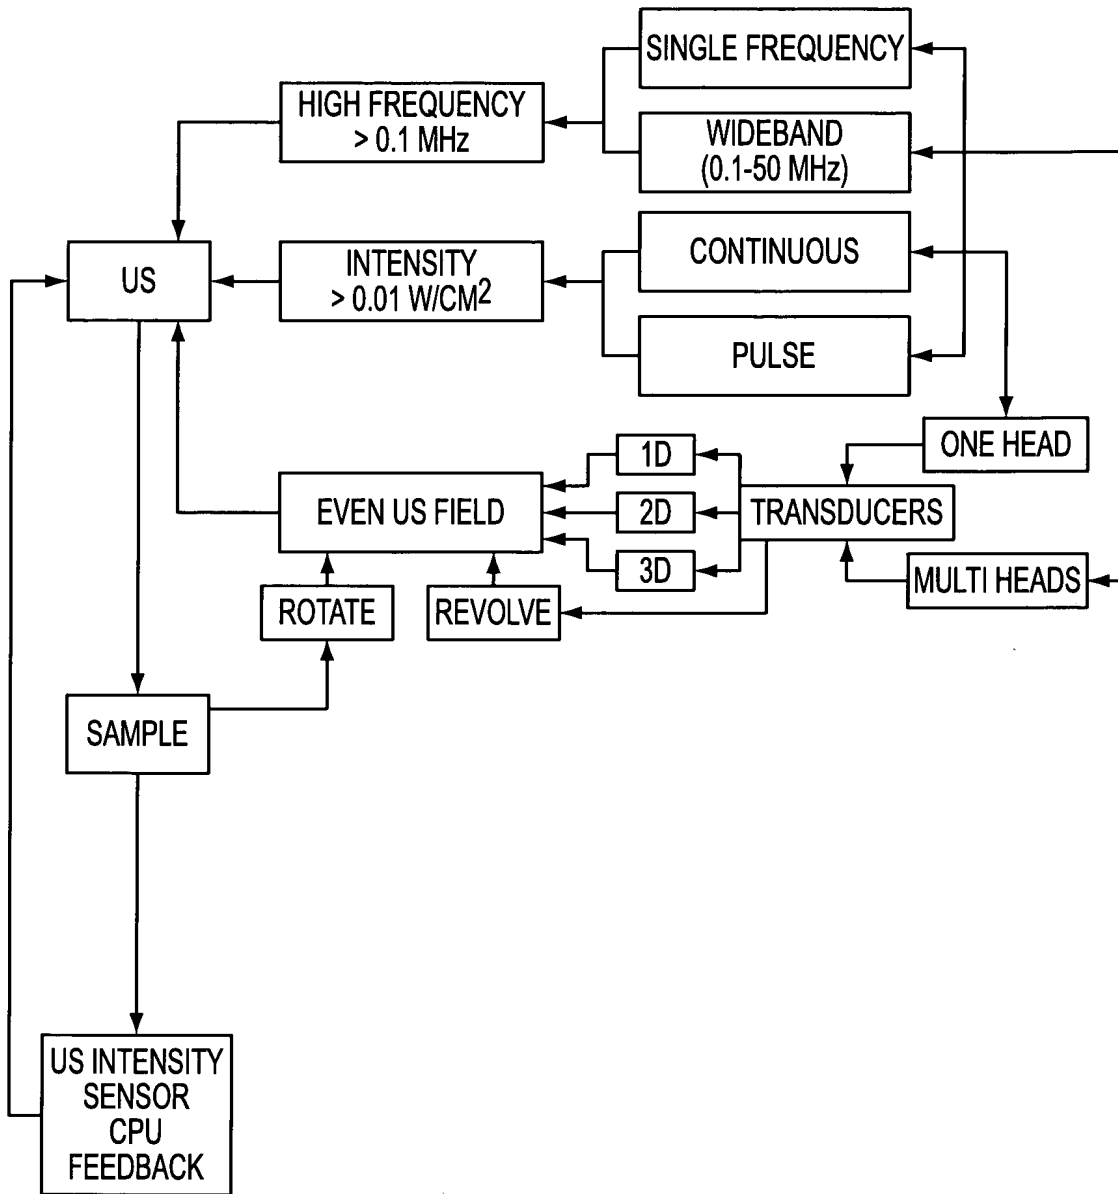 SINGLE FREQUENCY
HIGH FREQUENCY
> 0.1 MHz
WIDEBAND
(0.1-50 MHz)
US
INTENSITY
> 0.01 W/CM2
CONTINUOUS
PULSE
ONE HEAD
1D
EVEN US FIELD
2D
TRANSDUCERS
3D
MULTI HEADS
ROTATE
REVOLVE
SAMPLE
US INTENSITY
SENSOR
CPU
FEEDBACK